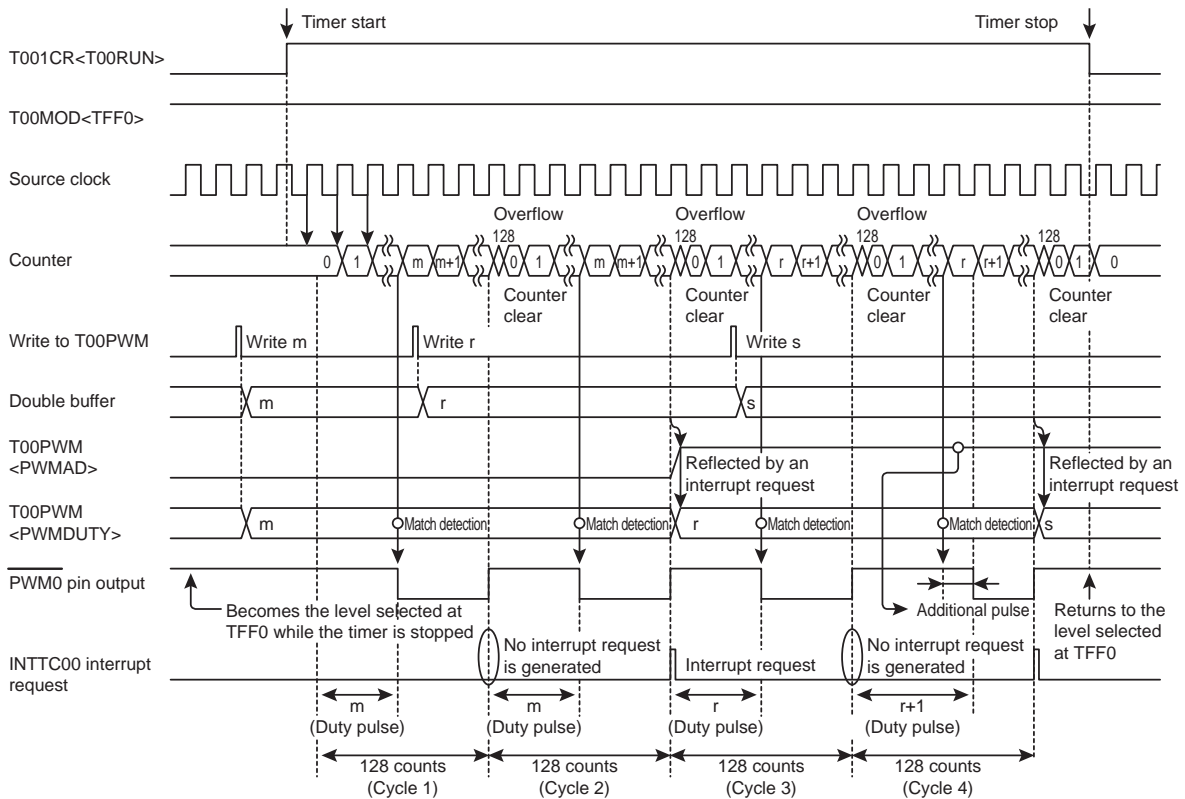 Timer start
Timer stop
T001CR<T00RUN>
T00MOD<TFF0>
Source clock
Overflow
Overflow
Overflow
128
128
128
128
Counter
0 1 m m+1 0 1 m m+1 0 1 r r+1 0 1 r r+1 0 1 0
Counter
clear
Counter
clear
Counter
clear
Counter
clear
Write to T00PWM
Write m
Write r
Write s
Double buffer
m
r
s
T00PWM
<PWMAD>
Reflected by an
interrupt request
Reflected by an
interrupt request
T00PWM
<PWMDUTY>
m
Match detection
Match detection
r
Match detection
Match detection
s
PWM0 pin output
Becomes the level selected at
TFF0 while the timer is stopped
Additional pulse
Returns to the
level selected
at TFF0
INTTC00 interrupt
request
No interrupt request
is generated
Interrupt request
No interrupt request
is generated
m
(Duty pulse)
m
(Duty pulse)
r
(Duty pulse)
r+1
(Duty pulse)
128 counts
(Cycle 1)
128 counts
(Cycle 2)
128 counts
(Cycle 3)
128 counts
(Cycle 4)